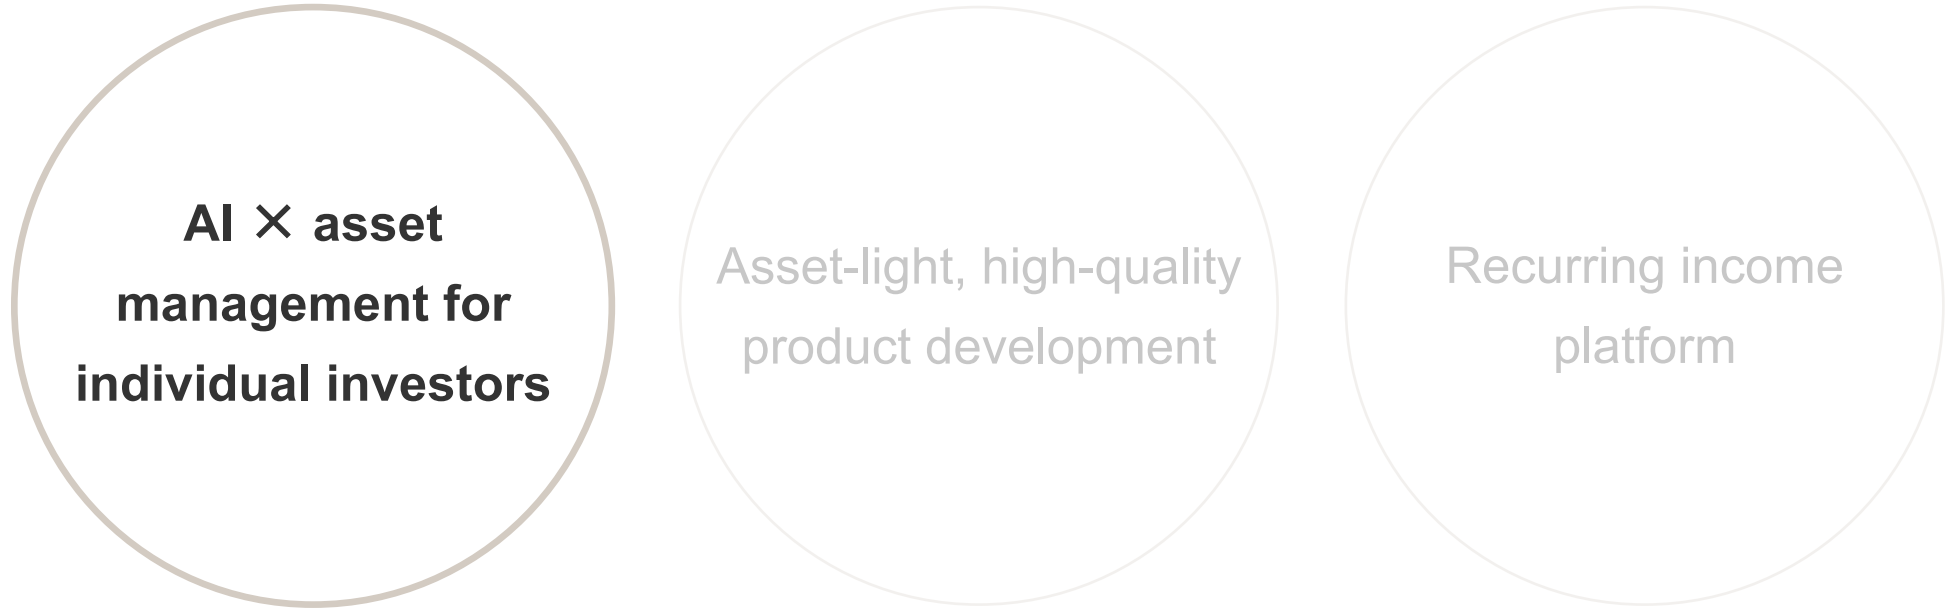 AI × asset
management for
individual investors
Asset-light, high-quality
product development
Recurring income
platform